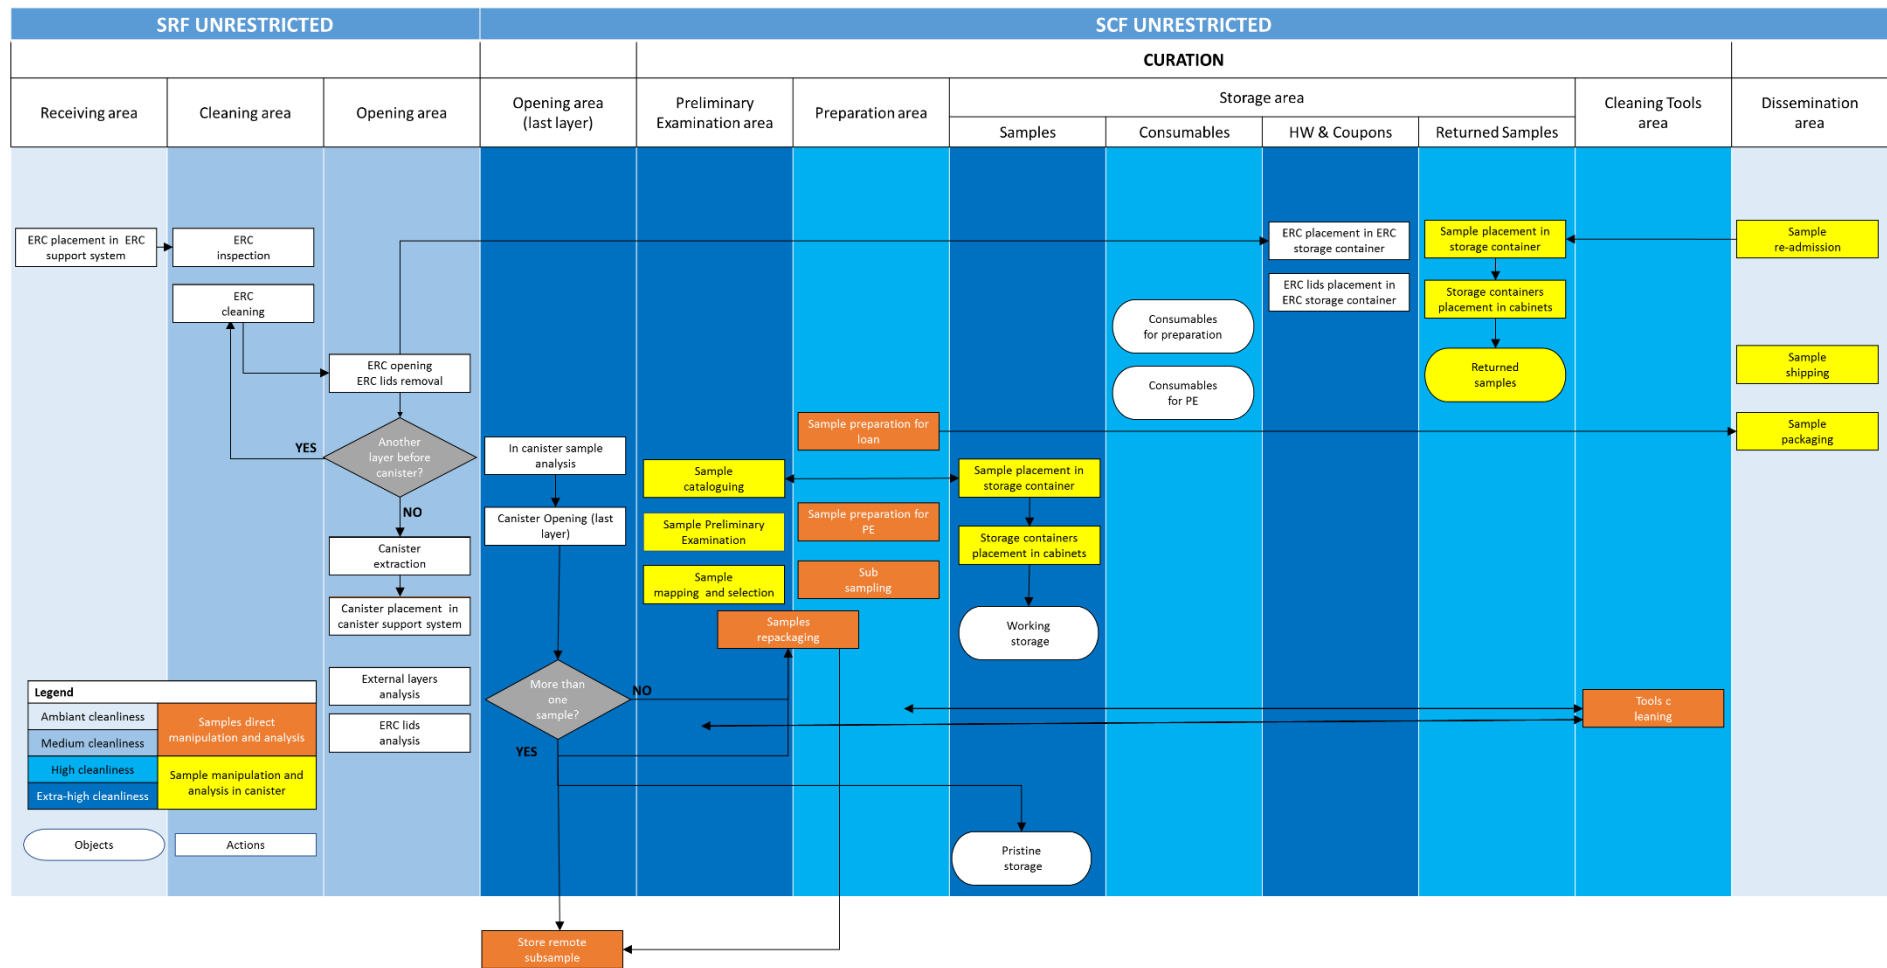 SRF UNRESTRICTED
SCF UNRESTRICTED
CURATION
Receiving area
Cleaning area
Opening area
Opening area
(last layer)
Preliminary
Examination area
Preparation area
Storage area
Samples
Consumables
HW & Coupons
Returned Samples
Cleaning Tools
area
Dissemination
area
ERC placement in ERC
support system
ERC
inspection
ERC
cleaning
ERC opening
ERC lids removal
Another
layer before
canister?
YES
NO
Canister
extraction
Canister placement in
canister support system
External layers
analysis
ERC lids
analysis
In canister sample
analysis
Canister Opening (last
layer)
More than
one
sample?
NO
YES
Store remote
subsample
Sample
cataloguing
Sample Preliminary
Examination
Sample
mapping and selection
Samples
repackaging
Sample preparation for
loan
Sample preparation for
PE
Sub
sampling
Sample placement in
storage container
Storage containers
placement in cabinets
Working
storage
Pristine
storage
Consumables
for preparation
Consumables
for PE
ERC placement in ERC
storage container
ERC lids placement in
ERC storage container
Sample placement in
storage container
Storage containers
placement in cabinets
Returned
samples
Tools c
leaning
Sample
re-admission
Sample
shipping
Sample
packaging
Legend
Ambiant cleanliness
Medium cleanliness
High cleanliness
Extra-high cleanliness
Samples direct
manipulation and analysis
Sample manipulation and
analysis in canister
Objects
Actions